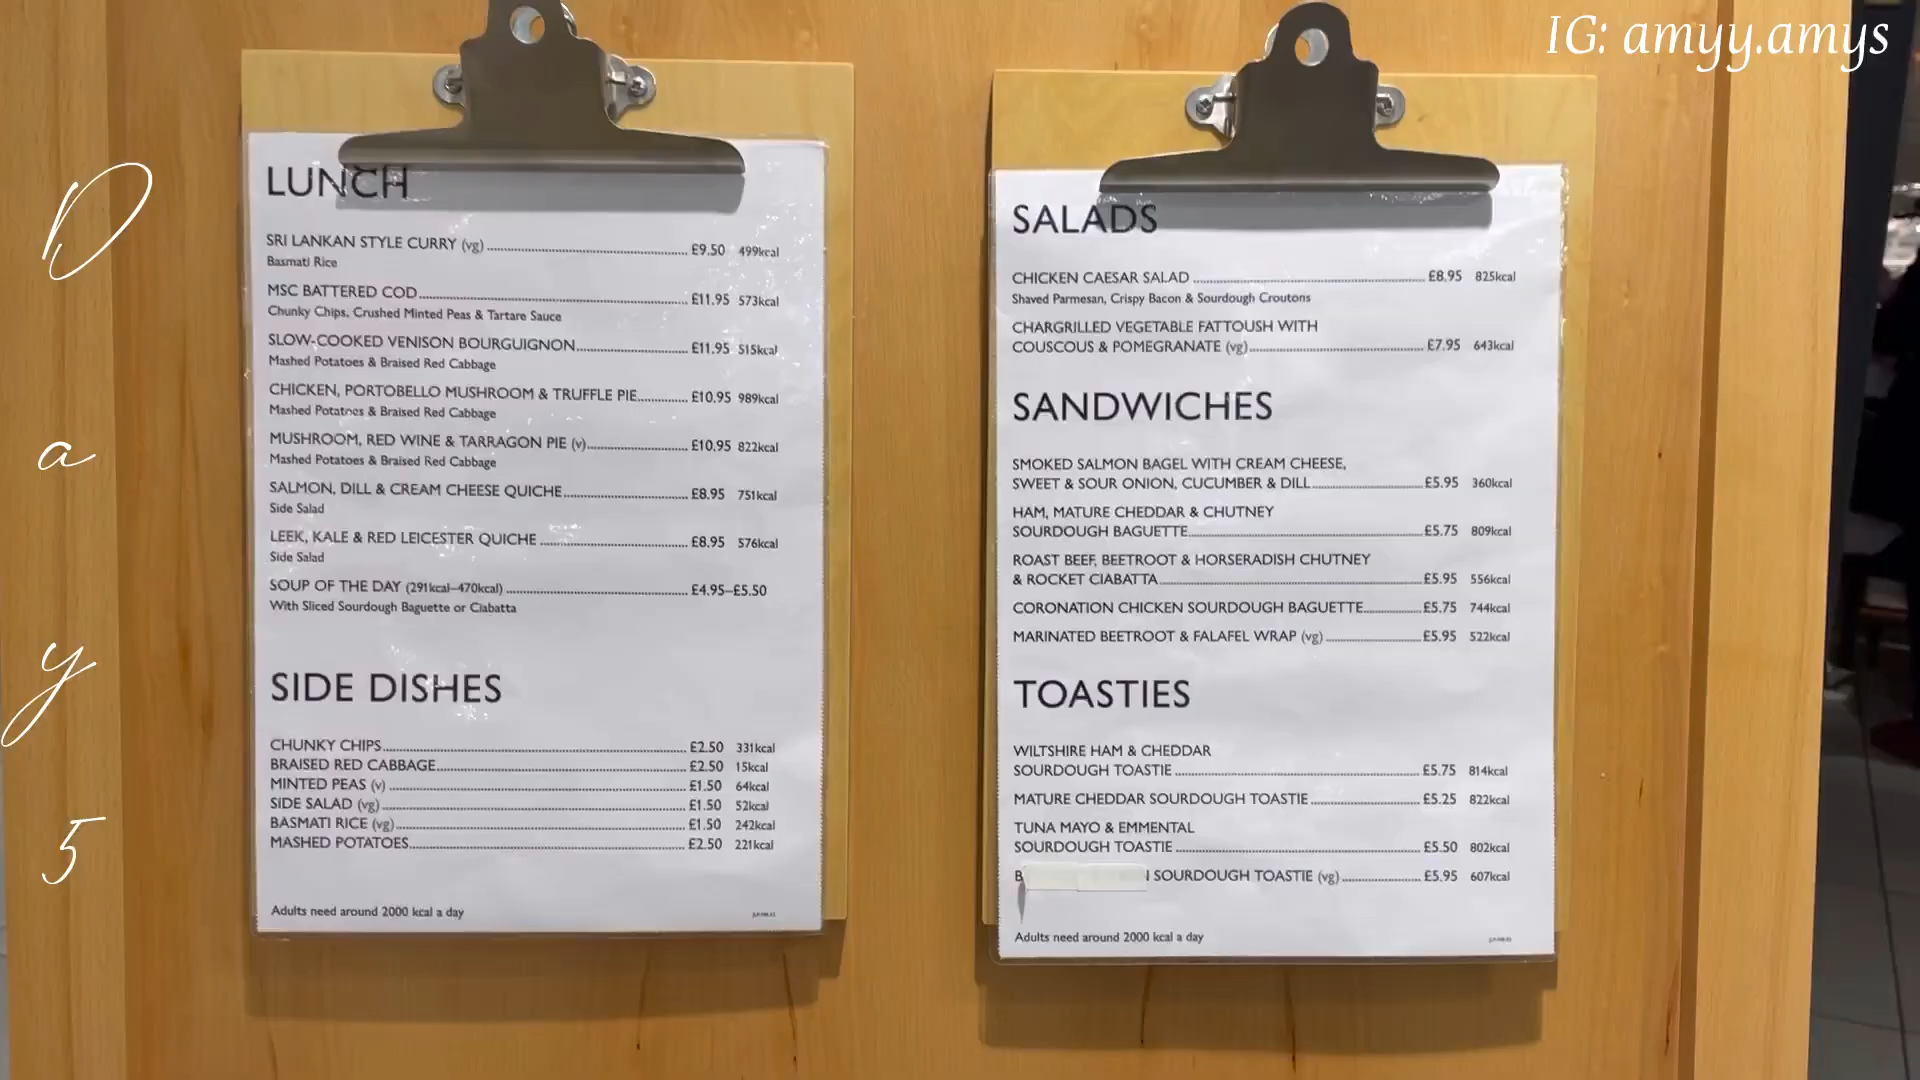 IG: amyy.amys
Day 5
LUNCH
SRI LANKAN STYLE CURRY (vg) £9.50 499kcal
Basmati Rice
MSC BATTERED COD £11.95 573kcal
Chunky Chips, Crushed Minted Peas & Tartare Sauce
SLOW-COOKED VENISON BOURGUIGNON £11.95 515kcal
Mashed Potatoes & Braised Red Cabbage
CHICKEN, PORTOBELLO MUSHROOM & TRUFFLE PIE £10.95 989kcal
Mashed Potatoes & Braised Red Cabbage
MUSHROOM, RED WINE & TARRAGON PIE (v) £10.95 822kcal
Mashed Potatoes & Braised Red Cabbage
SALMON, DILL & CREAM CHEESE QUICHE £8.95 751kcal
Side Salad
LEEK, KALE & RED LEICESTER QUICHE £8.95 576kcal
Side Salad
SOUP OF THE DAY (291kcal–470kcal) £4.95–£5.50
With Sliced Sourdough Baguette or Ciabatta
SIDE DISHES
CHUNKY CHIPS £2.50 331kcal
BRAISED RED CABBAGE £2.50 15kcal
MINTED PEAS (v) £1.50 64kcal
SIDE SALAD (vg) £1.50 52kcal
BASMATI RICE (vg) £1.50 242kcal
MASHED POTATOES £2.50 221kcal
Adults need around 2000 kcal a day
SALADS
CHICKEN CAESAR SALAD £8.95 825kcal
Shaved Parmesan, Crispy Bacon & Sourdough Croutons
CHARGRILLED VEGETABLE FATTOUSH WITH
COUSCOUS & POMEGRANATE (vg) £7.95 643kcal
SANDWICHES
SMOKED SALMON BAGEL WITH CREAM CHEESE,
SWEET & SOUR ONION, CUCUMBER & DILL £5.95 360kcal
HAM, MATURE CHEDDAR & CHUTNEY
SOURDOUGH BAGUETTE £5.75 809kcal
ROAST BEEF, BEETROOT & HORSERADISH CHUTNEY
& ROCKET CIABATTA £5.95 556kcal
CORONATION CHICKEN SOURDOUGH BAGUETTE £5.75 744kcal
MARINATED BEETROOT & FALAFEL WRAP (vg) £5.95 522kcal
TOASTIES
WILTSHIRE HAM & CHEDDAR
SOURDOUGH TOASTIE £5.75 814kcal
MATURE CHEDDAR SOURDOUGH TOASTIE £5.25 822kcal
TUNA MAYO & EMMENTAL
SOURDOUGH TOASTIE £5.50 802kcal
SOURDOUGH TOASTIE (vg) £5.95 607kcal
Adults need around 2000 kcal a day